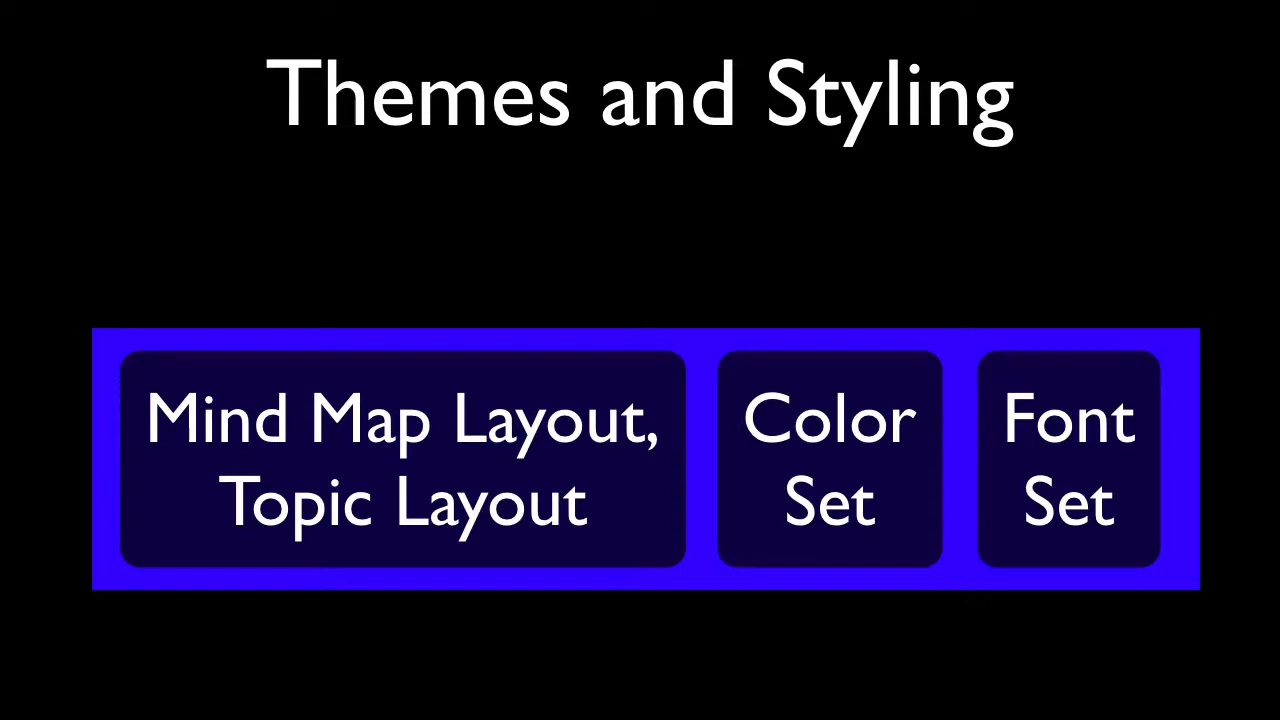 Themes and Styling
Mind Map Layout,
Topic Layout
Color
Set
Font
Set